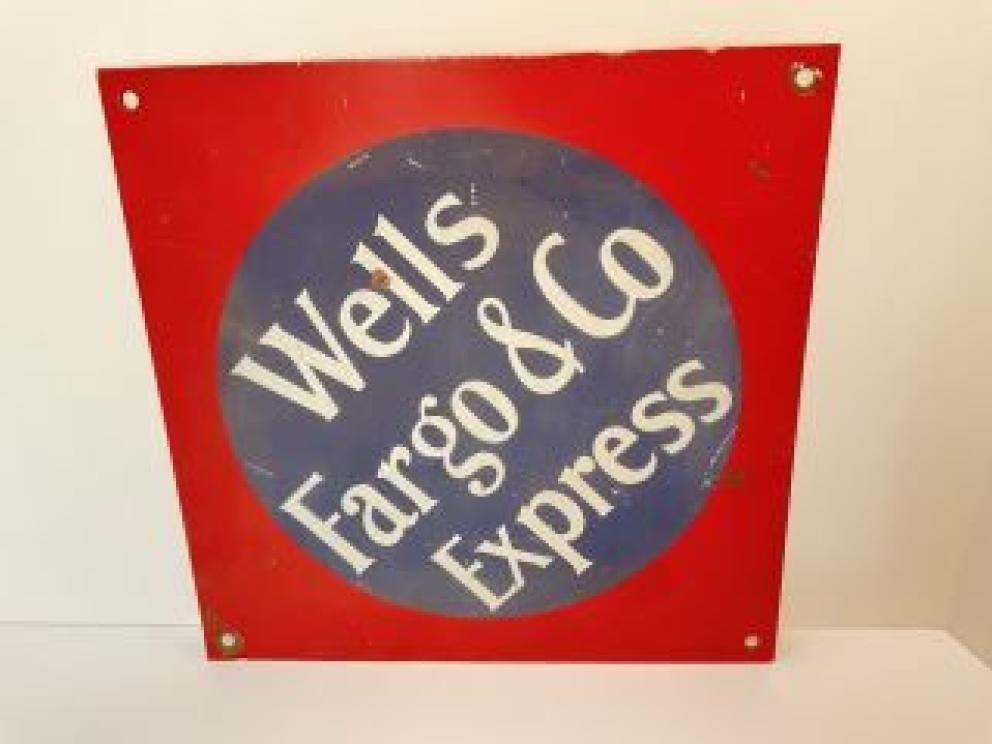 Wells
Fargo & Co
Express